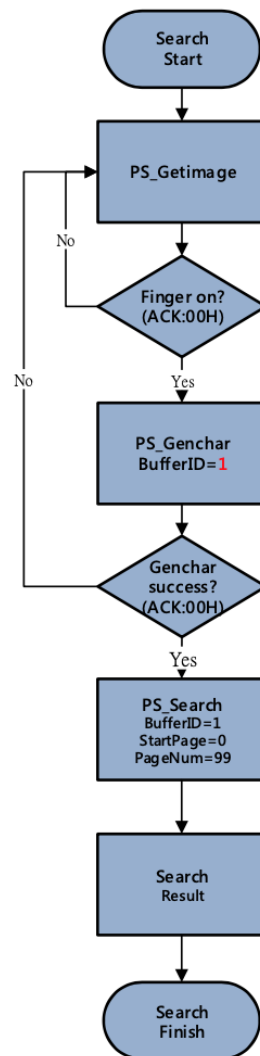 Search
Start
PS_Getimage
No
Finger on?
(ACK:00H)
No
Yes
PS_Genchar
BufferID=1
Genchar
success?
(ACK:00H)
Yes
PS_Search
BufferID=1
StartPage=0
PageNum=99
Search
Result
Search
Finish